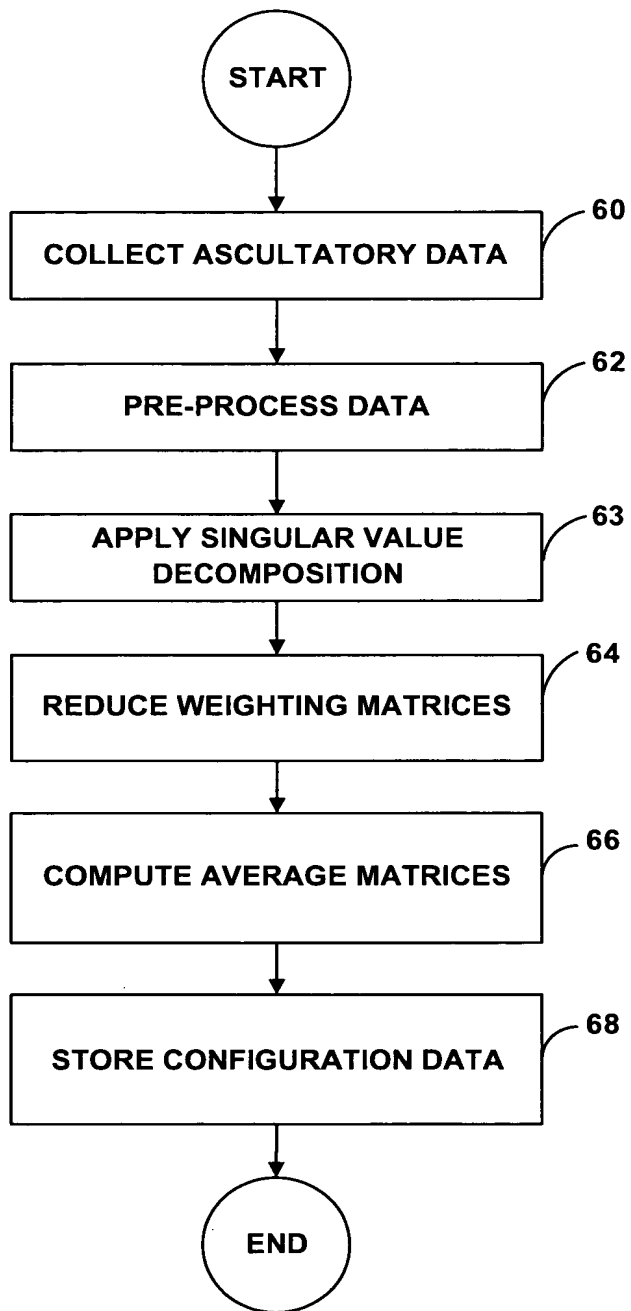 START
60
COLLECT ASCULTATORY DATA
62
PRE-PROCESS DATA
63
APPLY SINGULAR VALUE
DECOMPOSITION
64
REDUCE WEIGHTING MATRICES
66
COMPUTE AVERAGE MATRICES
68
STORE CONFIGURATION DATA
END